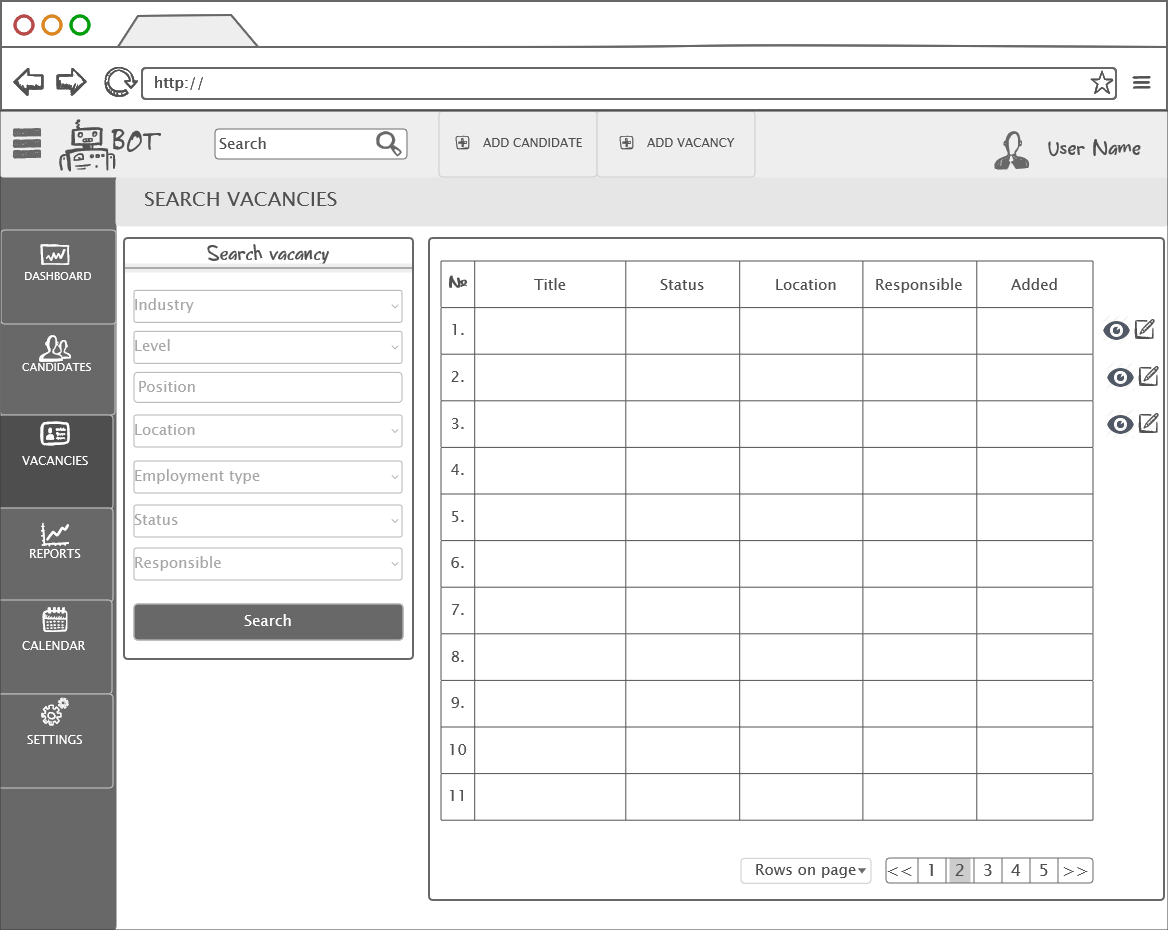 http://
BOT
Search
ADD CANDIDATE
ADD VACANCY
User Name
SEARCH VACANCIES
DASHBOARD
CANDIDATES
VACANCIES
REPORTS
CALENDAR
SETTINGS
Search vacancy
Industry
Level
Position
Location
Employment type
Status
Responsible
Search
№ Title Status Location Responsible Added
1.
2.
3.
4.
5.
6.
7.
8.
9.
10
11
Rows on page
<< 1 2 3 4 5 >>